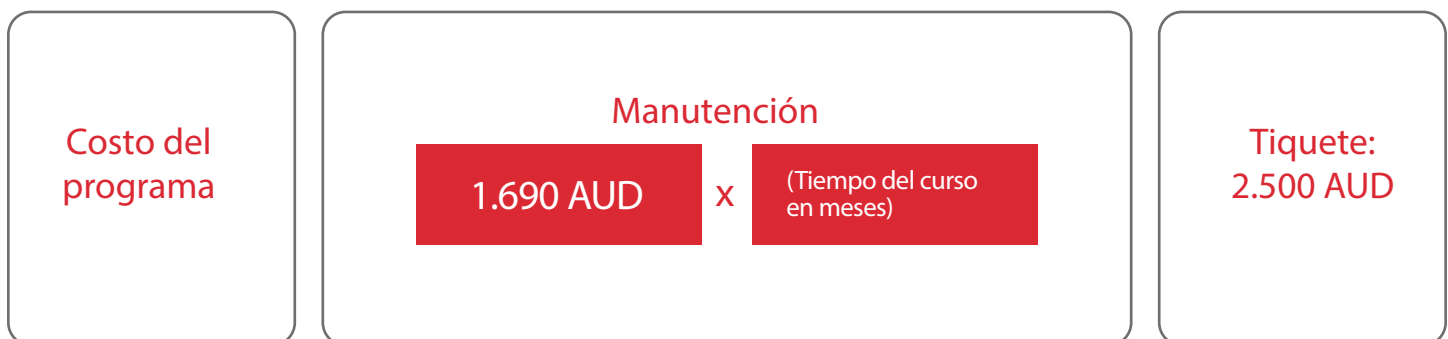 Costo del
programa
Manutención
1.690 AUD
x
(Tiempo del curso
en meses)
Tiquete:
2.500 AUD